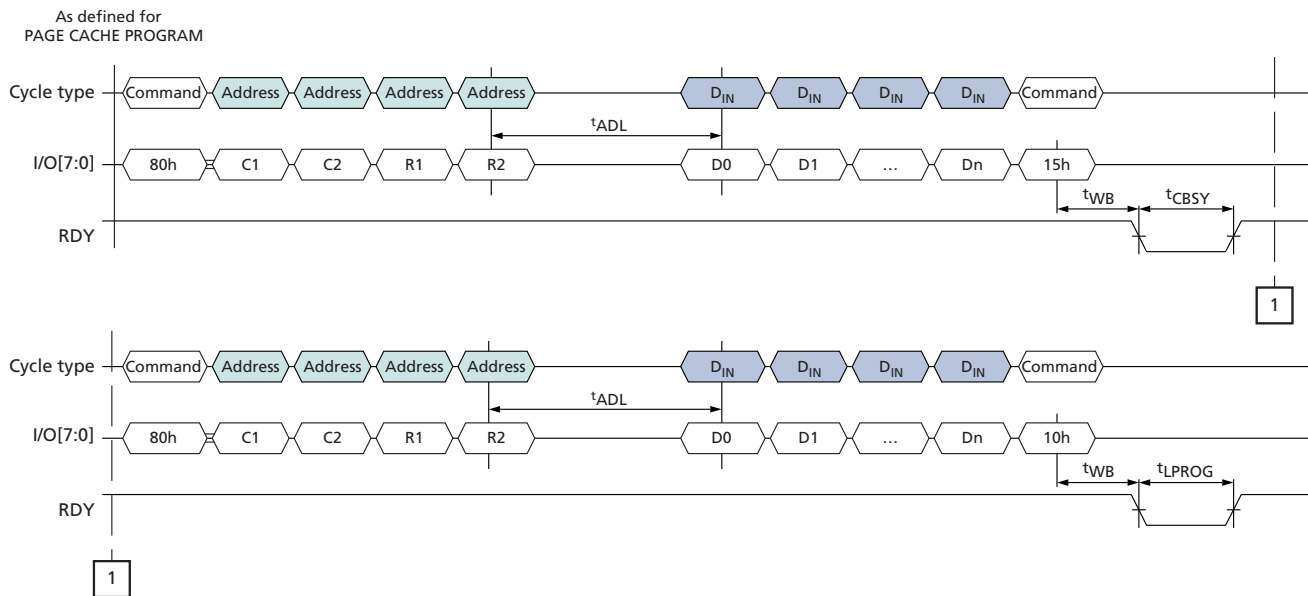 As defined for
PAGE CACHE PROGRAM
Cycle type Command Address Address Address Address DIN DIN DIN DIN Command
tADL
I/O[7:0] 80h C1 C2 R1 R2 D0 D1 … Dn 15h
tWB tCBSY
RDY
1
Cycle type Command Address Address Address Address DIN DIN DIN DIN Command
tADL
I/O[7:0] 80h C1 C2 R1 R2 D0 D1 … Dn 10h
tWB tLPROG
RDY
1